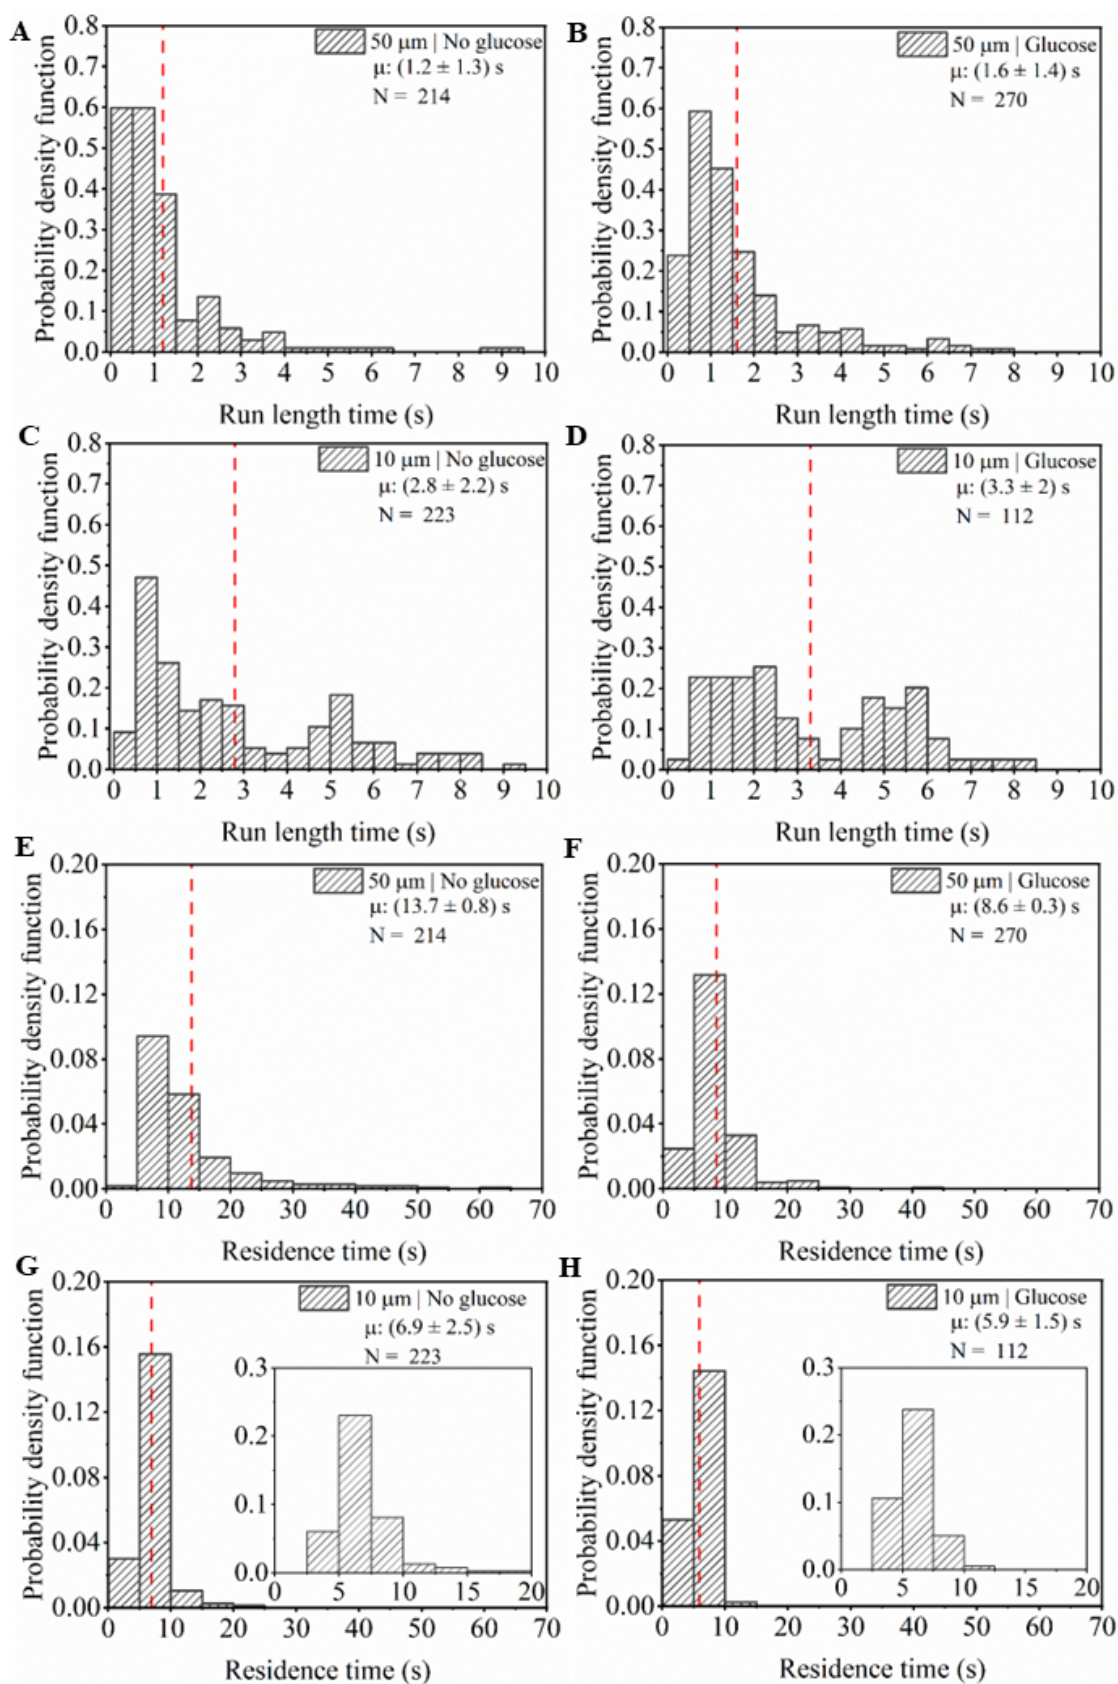 A
Probability density function
0.8
0.7
0.6
0.5
0.4
0.3
0.2
0.1
0.0
50 μm | No glucose
μ: (1.2 ± 1.3) s
N = 214
0 1 2 3 4 5 6 7 8 9 10
Run length time (s)
B
Probability density function
0.8
0.7
0.6
0.5
0.4
0.3
0.2
0.1
0.0
50 μm | Glucose
μ: (1.6 ± 1.4) s
N = 270
0 1 2 3 4 5 6 7 8 9 10
Run length time (s)
C
Probability density function
0.8
0.7
0.6
0.5
0.4
0.3
0.2
0.1
0.0
10 μm | No glucose
μ: (2.8 ± 2.2) s
N = 223
0 1 2 3 4 5 6 7 8 9 10
Run length time (s)
D
Probability density function
0.8
0.7
0.6
0.5
0.4
0.3
0.2
0.1
0.0
10 μm | Glucose
μ: (3.3 ± 2) s
N = 112
0 1 2 3 4 5 6 7 8 9 10
Run length time (s)
E
Probability density function
0.20
0.16
0.12
0.08
0.04
0.00
50 μm | No glucose
μ: (13.7 ± 0.8) s
N = 214
0 10 20 30 40 50 60 70
Residence time (s)
F
Probability density function
0.20
0.16
0.12
0.08
0.04
0.00
50 μm | Glucose
μ: (8.6 ± 0.3) s
N = 270
0 10 20 30 40 50 60 70
Residence time (s)
G
Probability density function
0.20
0.16
0.12
0.08
0.04
0.00
10 μm | No glucose
μ: (6.9 ± 2.5) s
N = 223
0.3
0.2
0.1
0.0
0 5 10 15 20
0 10 20 30 40 50 60 70
Residence time (s)
H
Probability density function
0.20
0.16
0.12
0.08
0.04
0.00
10 μm | Glucose
μ: (5.9 ± 1.5) s
N = 112
0.3
0.2
0.1
0.0
0 5 10 15 20
0 10 20 30 40 50 60 70
Residence time (s)